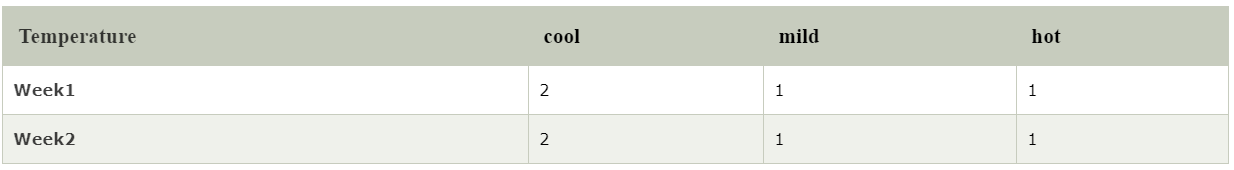 Temperature cool mild hot
Week1 2 1 1
Week2 2 1 1